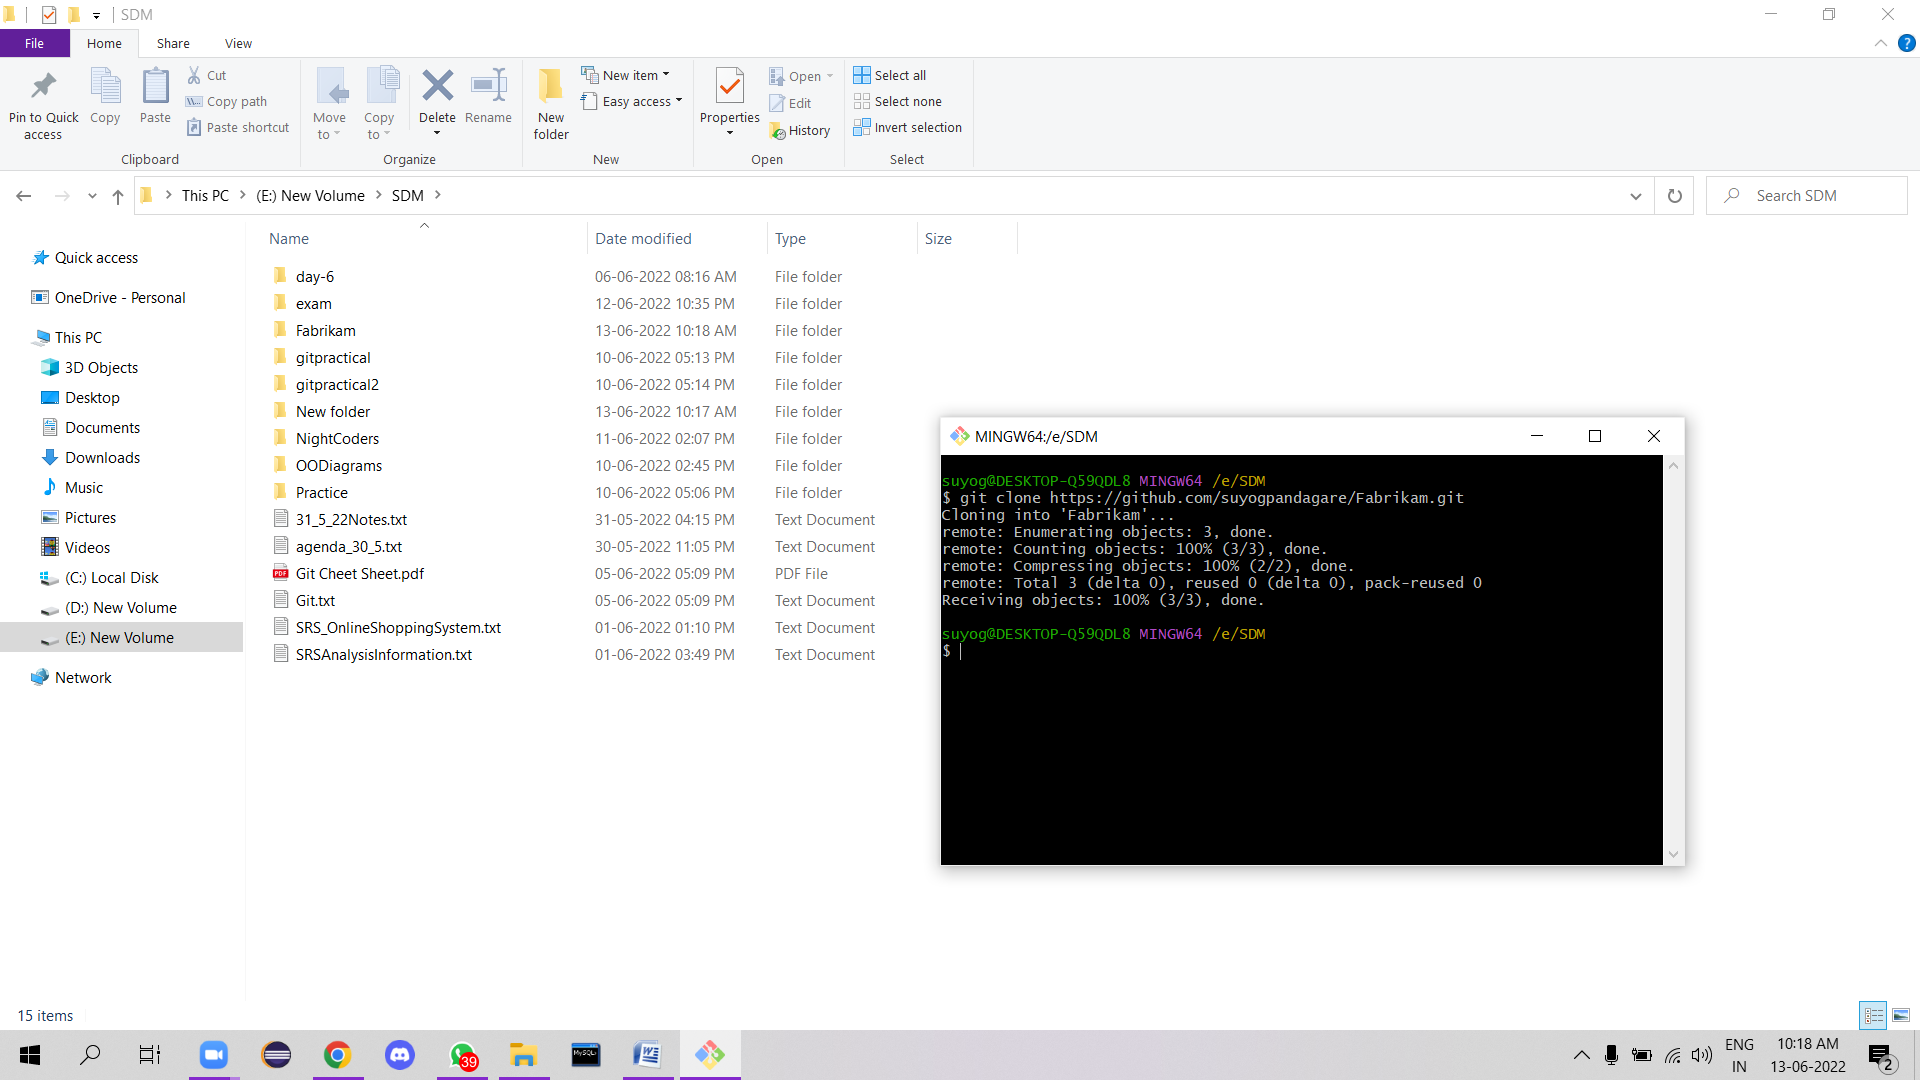 SDM
File Home Share View
Pin to Quick access
Copy
Paste
Cut
Copy path
Paste shortcut
Clipboard
Move to
Copy to
Delete
Rename
Organize
New folder
New item
Easy access
New
Properties
Open
Edit
History
Open
Select all
Select none
Invert selection
Select
This PC > (E:) New Volume > SDM >
Search SDM
Quick access
OneDrive - Personal
This PC
3D Objects
Desktop
Documents
Downloads
Music
Pictures
Videos
(C:) Local Disk
(D:) New Volume
(E:) New Volume
Network
Name Date modified Type Size
day-6 06-06-2022 08:16 AM File folder
exam 12-06-2022 10:35 PM File folder
Fabrikam 13-06-2022 10:18 AM File folder
gitpractical 10-06-2022 05:13 PM File folder
gitpractical2 10-06-2022 05:14 PM File folder
New folder 13-06-2022 10:17 AM File folder
NightCoders 11-06-2022 02:07 PM File folder
OODiagrams 10-06-2022 02:45 PM File folder
Practice 10-06-2022 05:06 PM File folder
31_5_22Notes.txt 31-05-2022 04:15 PM Text Document
agenda_30_5.txt 30-05-2022 11:05 PM Text Document
PDF Git Cheet Sheet.pdf 05-06-2022 05:09 PM PDF File
Git.txt 05-06-2022 05:09 PM Text Document
SRS_OnlineShoppingSystem.txt 01-06-2022 01:10 PM Text Document
SRSAnalysisInformation.txt 01-06-2022 03:49 PM Text Document
MINGW64:/e/SDM
suyog@DESKTOP-Q59QDL8 MINGW64 /e/SDM
$ git clone https://github.com/suyogpandagare/Fabrikam.git
Cloning into 'Fabrikam'...
remote: Enumerating objects: 3, done.
remote: Counting objects: 100% (3/3), done.
remote: Compressing objects: 100% (2/2), done.
remote: Total 3 (delta 0), reused 0 (delta 0), pack-reused 0
Receiving objects: 100% (3/3), done.
suyog@DESKTOP-Q59QDL8 MINGW64 /e/SDM
$
15 items
39
MySQL
W
ENG
IN
10:18 AM
13-06-2022
2